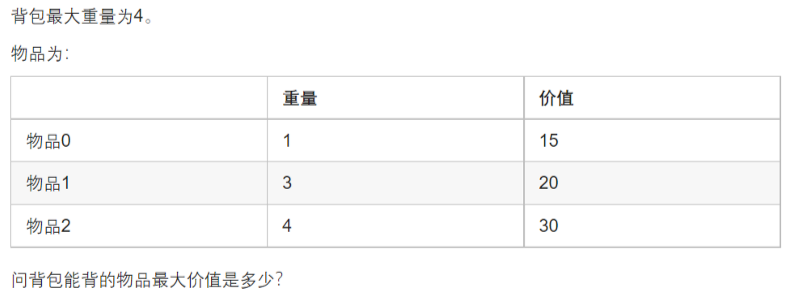 背包最大重量为4。
物品为：
重量 价值
物品0 1 15
物品1 3 20
物品2 4 30
问背包能背的物品最大价值是多少？